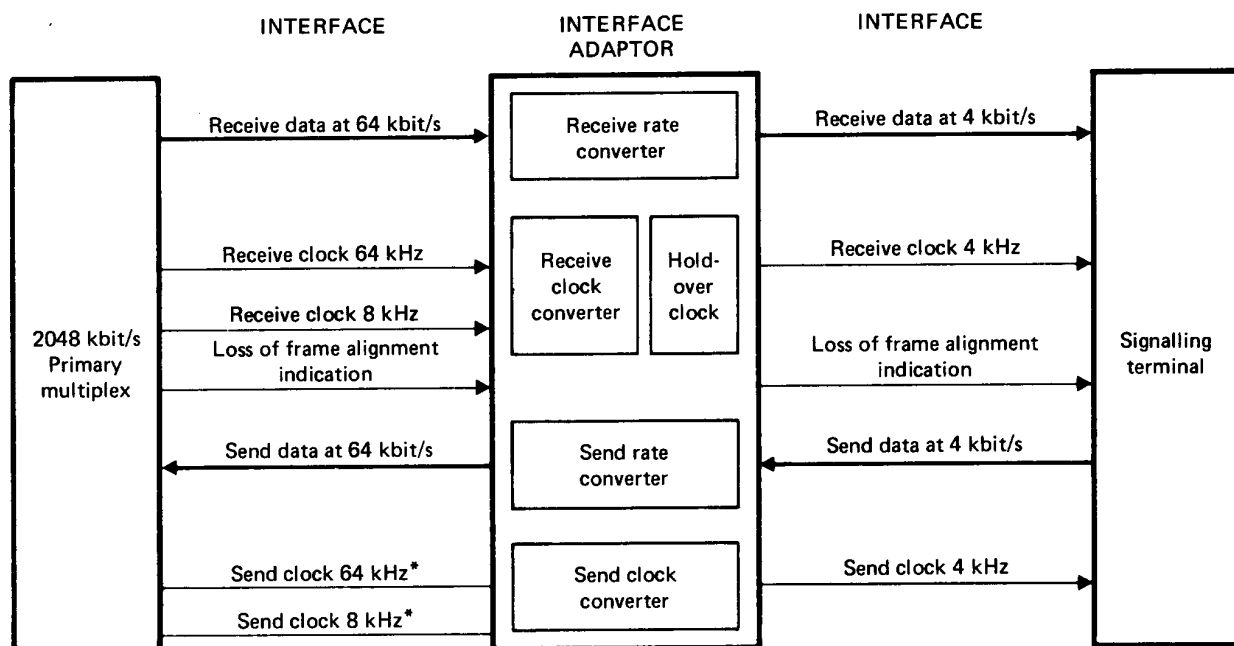 INTERFACE
INTERFACE
ADAPTOR
INTERFACE
Receive data at 64 kbit/s
Receive rate
converter
Receive data at 4 kbit/s
Receive clock 64 kHz
Receive
clock
converter
Hold-
over
clock
Receive clock 4 kHz
Receive clock 8 kHz
2048 kbit/s
Primary
multiplex
Loss of frame alignment
indication
Loss of frame alignment
indication
Signalling
terminal
Send data at 64 kbit/s
Send rate
converter
Send data at 4 kbit/s
Send clock 64 kHz*
Send clock
converter
Send clock 4 kHz
Send clock 8 kHz*